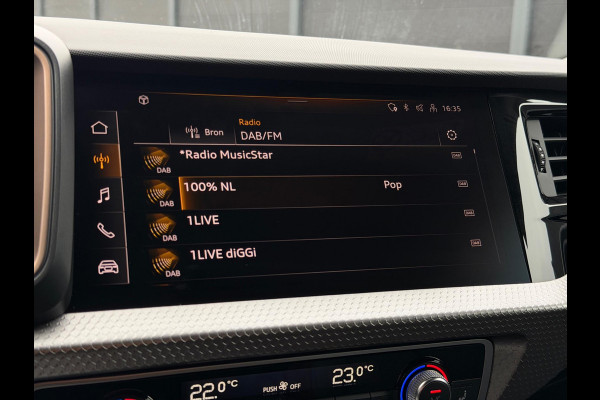 16:35
Radio
Bron
DAB/FM
*Radio MusicStar
DAB
100% NL
Pop
DAB
1LIVE
DAB
1LIVE diGGi
DAB
22.0°C
PUSH OFF
23.0°C